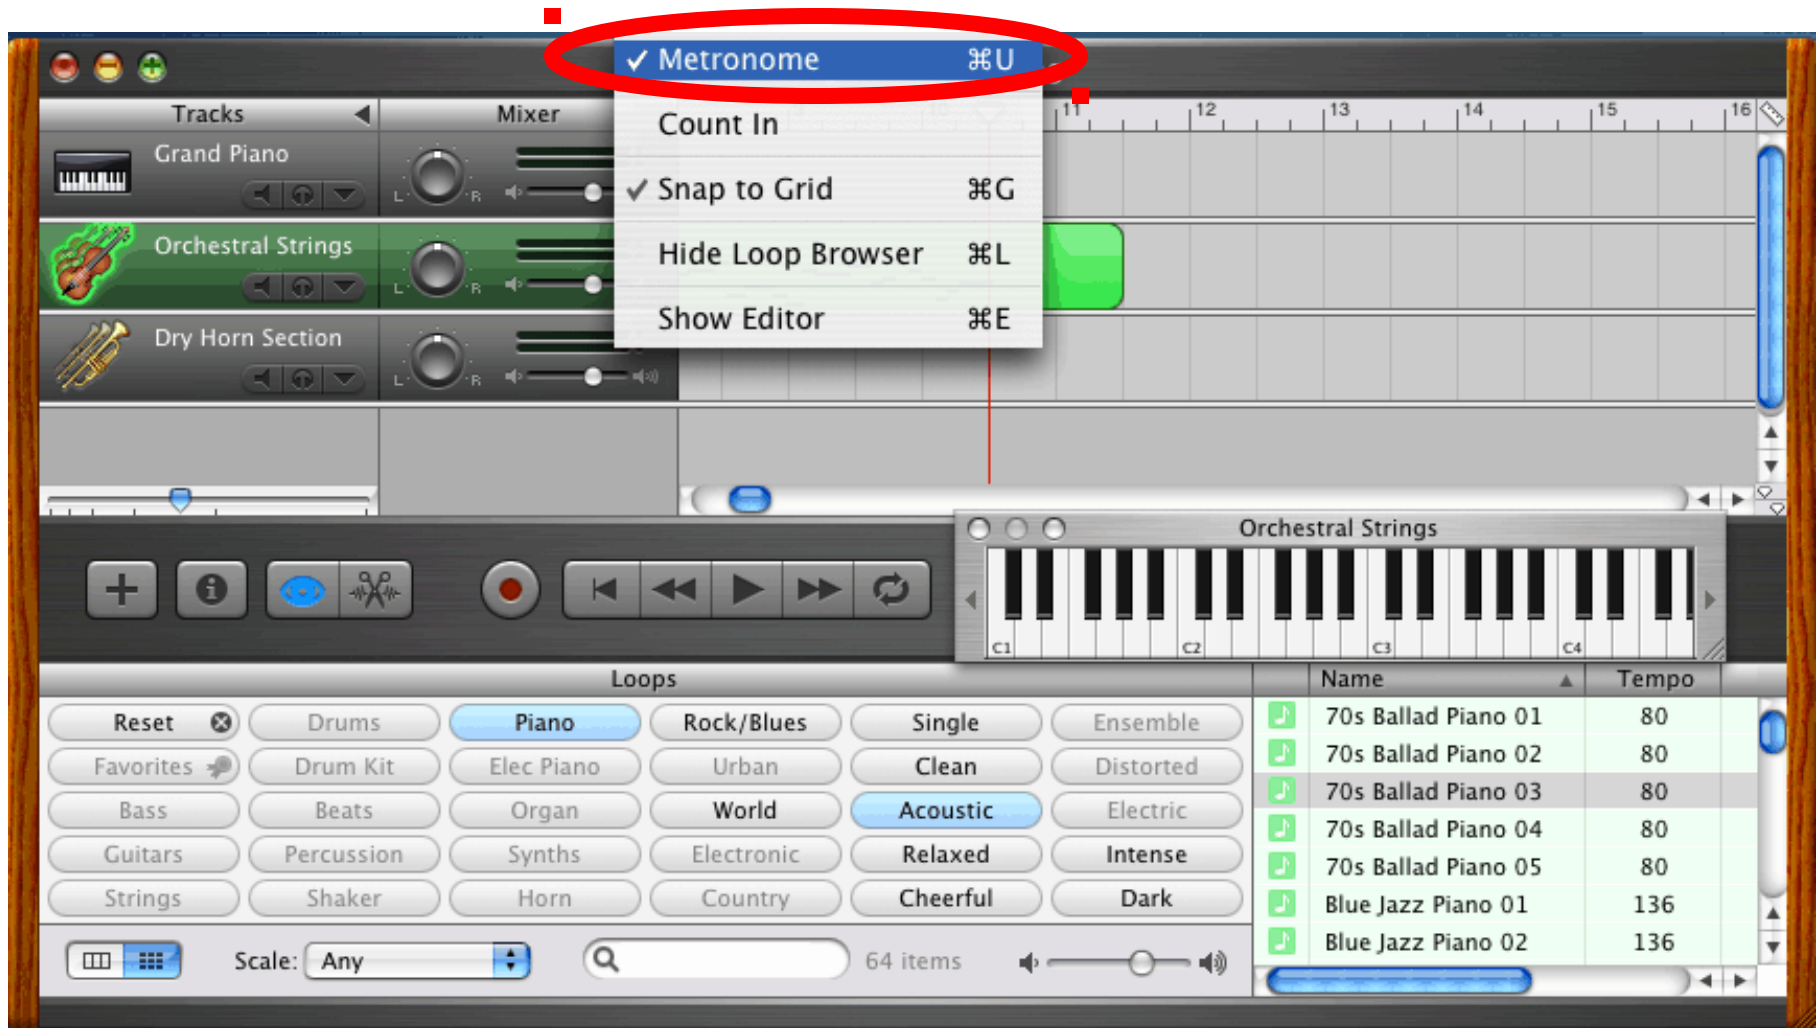 Metronome ⌘U
Count In
Snap to Grid ⌘G
Hide Loop Browser ⌘L
Show Editor ⌘E
Tracks Mixer
11 12 13 14 15 16
Grand Piano
L R
Orchestral Strings
L R
Dry Horn Section
L R
Orchestral Strings
C1 C2 C3 C4
Loops
Reset Drums Piano Rock/Blues Single Ensemble
Favorites Drum Kit Elec Piano Urban Clean Distorted
Bass Beats Organ World Acoustic Electric
Guitars Percussion Synths Electronic Relaxed Intense
Strings Shaker Horn Country Cheerful Dark
Scale: Any 64 items
Name Tempo
70s Ballad Piano 01 80
70s Ballad Piano 02 80
70s Ballad Piano 03 80
70s Ballad Piano 04 80
70s Ballad Piano 05 80
Blue Jazz Piano 01 136
Blue Jazz Piano 02 136